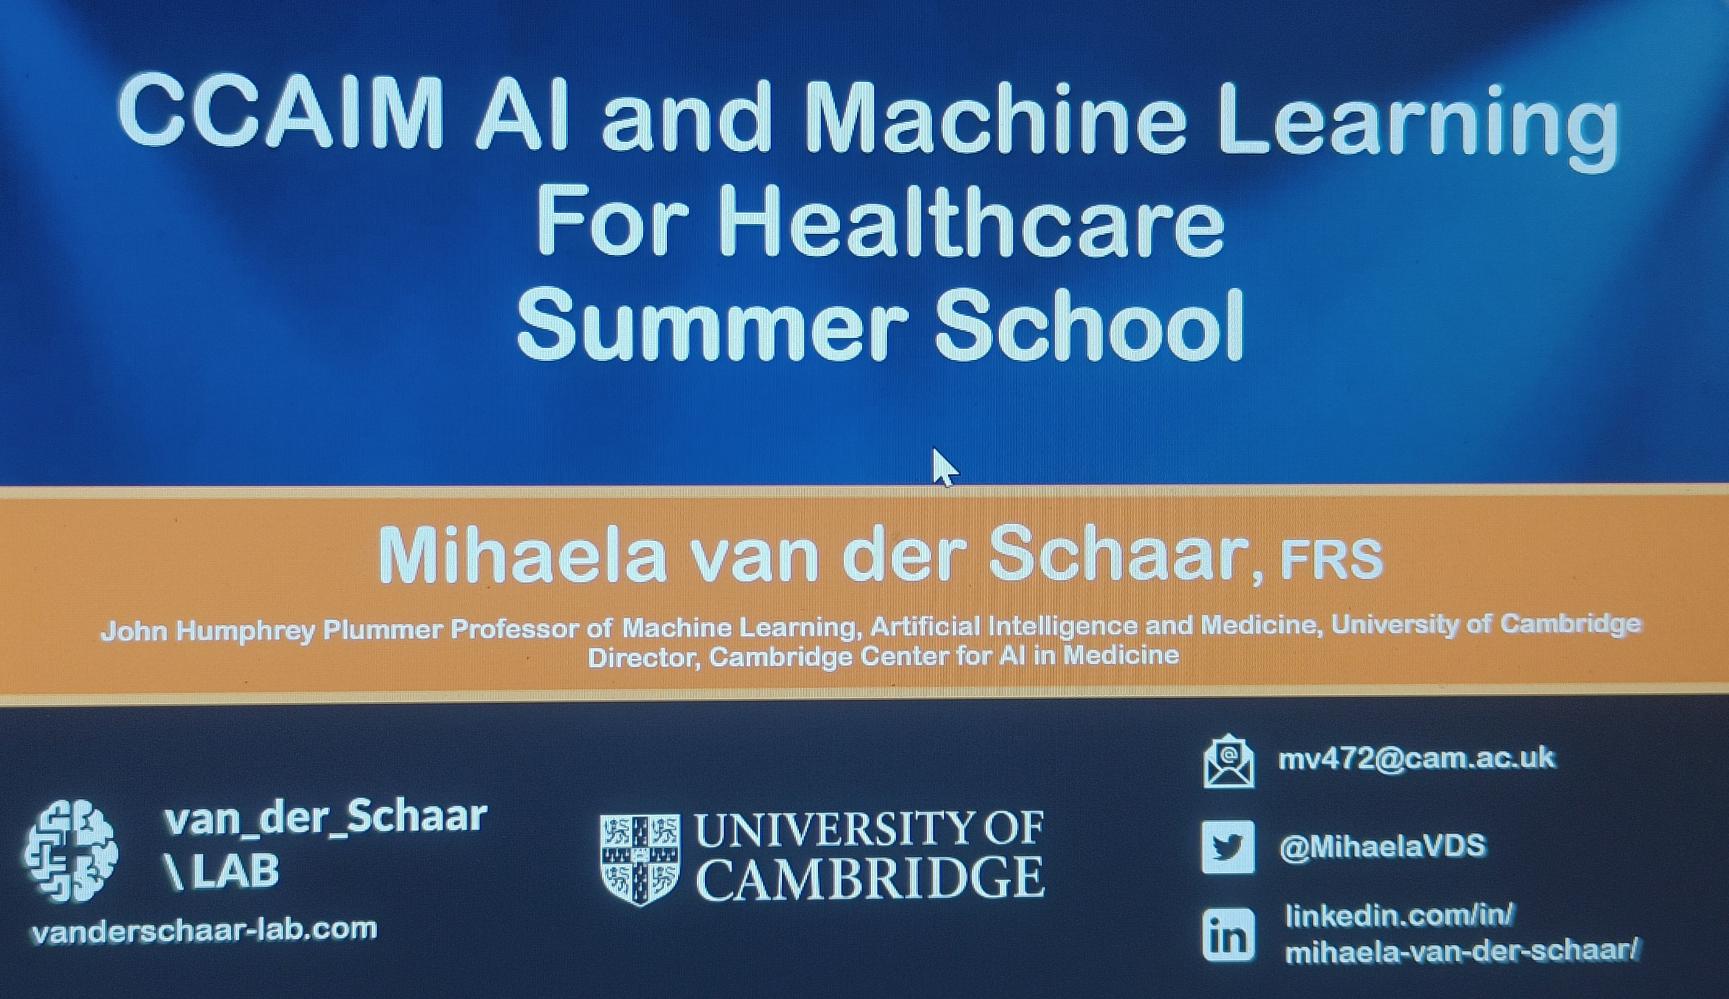 CCAIM AI and Machine Learning
For Healthcare
Summer School
Mihaela van der Schaar, FRS
John Humphrey Plummer Professor of Machine Learning, Artificial Intelligence and Medicine, University of Cambridge
Director, Cambridge Center for AI in Medicine
van_der_Schaar
\ LAB
vanderschaar-lab.com
UNIVERSITY OF
CAMBRIDGE
mv472@cam.ac.uk
@MihaelaVDS
linkedin.com/in/
mihaela-van-der-schaar/